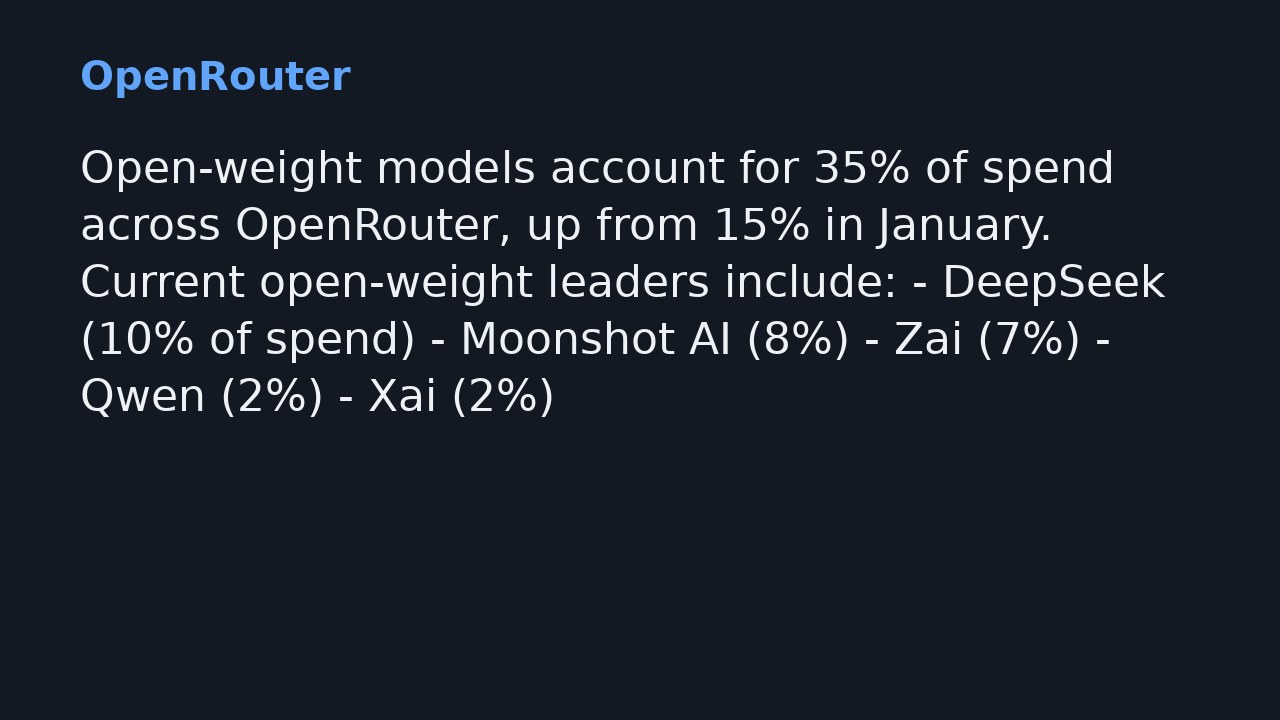 OpenRouter
Open-weight models account for 35% of spend
across OpenRouter, up from 15% in January.
Current open-weight leaders include: - DeepSeek
(10% of spend) - Moonshot AI (8%) - Zai (7%) -
Qwen (2%) - Xai (2%)